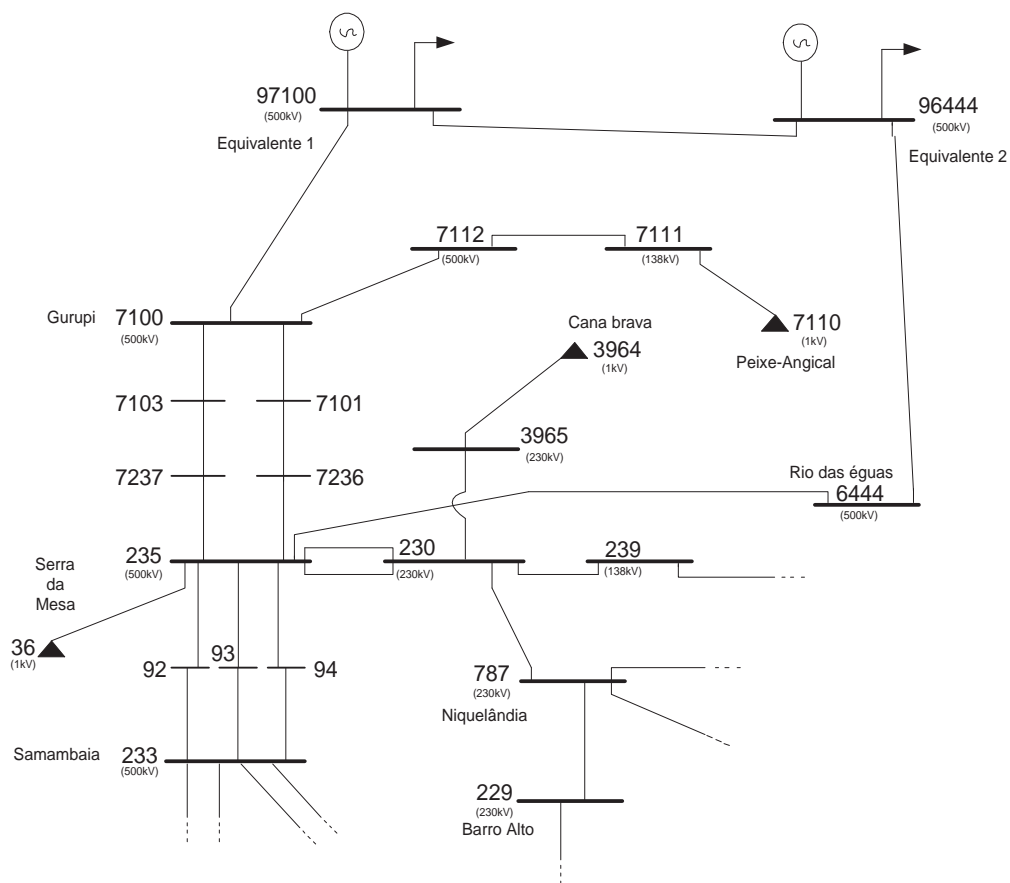 97100
(500kV)
Equivalente 1
96444
(500kV)
Equivalente 2
7112
(500kV)
7111
(138kV)
Gurupi
7100
(500kV)
Cana brava
3964
(1kV)
7110
(1kV)
Peixe-Angical
7103
7101
3965
(230kV)
7237
7236
Rio das éguas
6444
(500kV)
Serra
da
Mesa
235
(500kV)
230
(230kV)
239
(138kV)
36
(1kV)
92
93
94
787
(230kV)
Niquelândia
Samambaia
233
(500kV)
229
(230kV)
Barro Alto